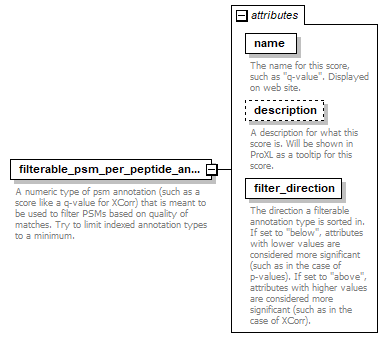 attributes
name
The name for this score,
such as "q-value". Displayed
on web site.
description
A description for what this
score is. Will be shown in
ProXL as a tooltip for this
score.
filterable_psm_per_peptide_an...
A numeric type of psm annotation (such as a
score like a q-value for XCorr) that is meant to
be used to filter PSMs based on quality of
matches. Try to limit indexed annotation types
to a minimum.
filter_direction
The direction a filterable
annotation type is sorted in.
If set to "below", attributes
with lower values are
considered more significant
(such as in the case of
p-values). If set to "above",
attributes with higher values
are considered more
significant (such as in the
case of XCorr).